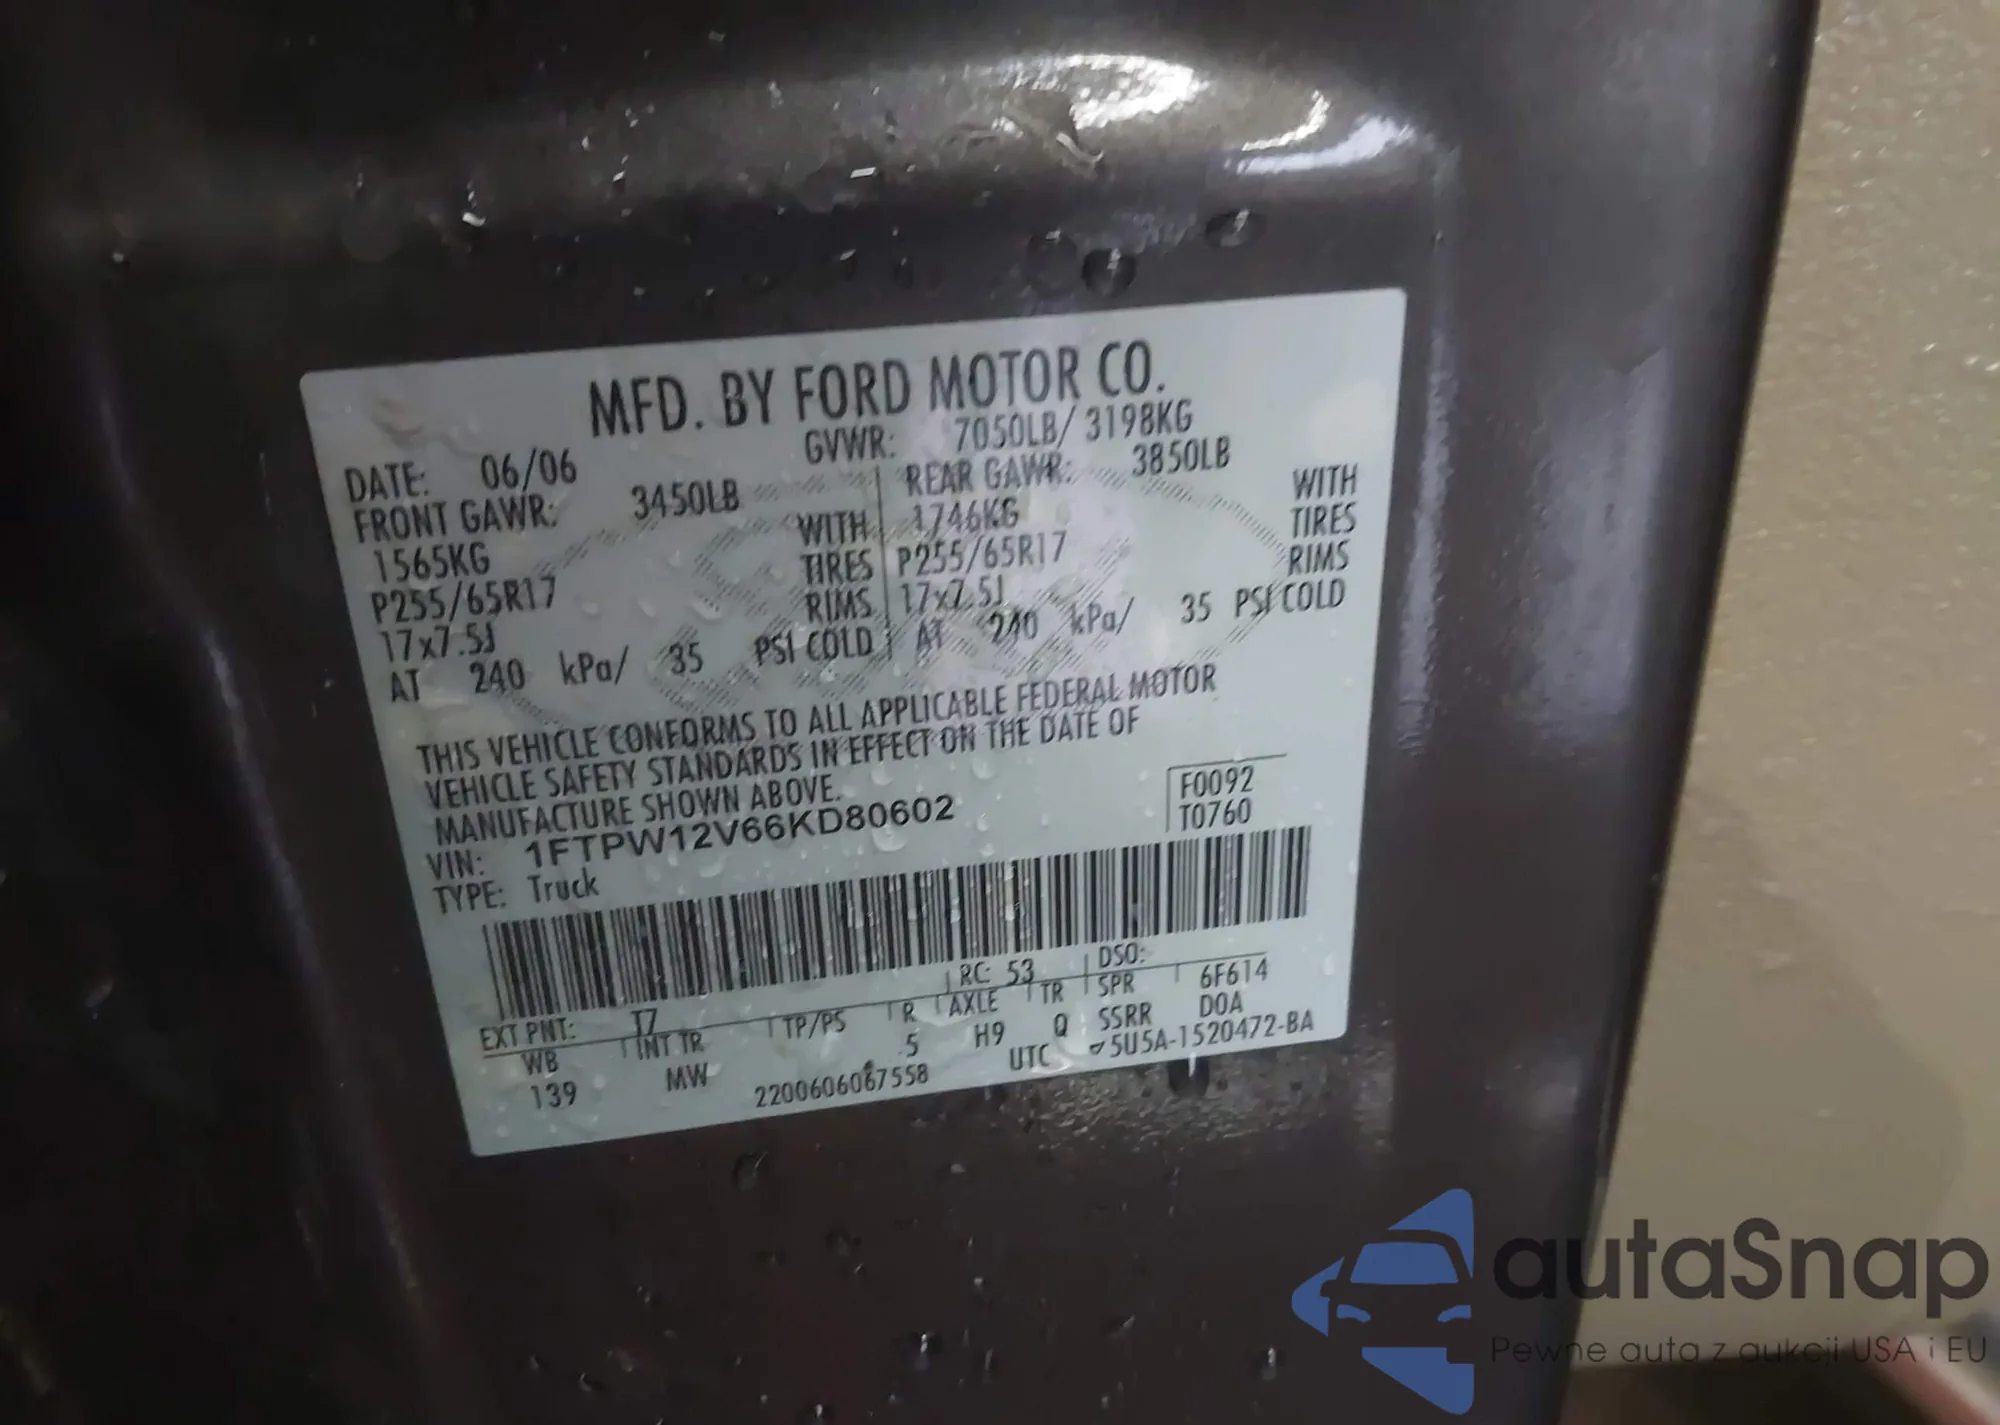 MFD. BY FORD MOTOR CO.
DATE: 06/06 GVWR: 7050LB/ 3198KG
FRONT GAWR: 3450LB REAR GAWR: 3850LB
1565KG WITH 1746KG WITH
P255/65R17 TIRES P255/65R17 TIRES
17x7.5J RIMS 17x7.5J RIMS
AT 240 kPa/ 35 PSI COLD AT 240 kPa/ 35 PSI COLD
THIS VEHICLE CONFORMS TO ALL APPLICABLE FEDERAL MOTOR
VEHICLE SAFETY STANDARDS IN EFFECT ON THE DATE OF
MANUFACTURE SHOWN ABOVE.
VIN: 1FTPW12V66KD80602 F0092
TYPE: Truck T0760
EXT PNT: T7 RC: 53 DSO:
WB INT TR TP/PS R AXLE TR SPR 6F614
139 MW 5 H9 Q SSRR DOA
2200606067558 UTC 5U5A-1520472-BA
autaSnap
Pewne auta z aukcji USA i EU